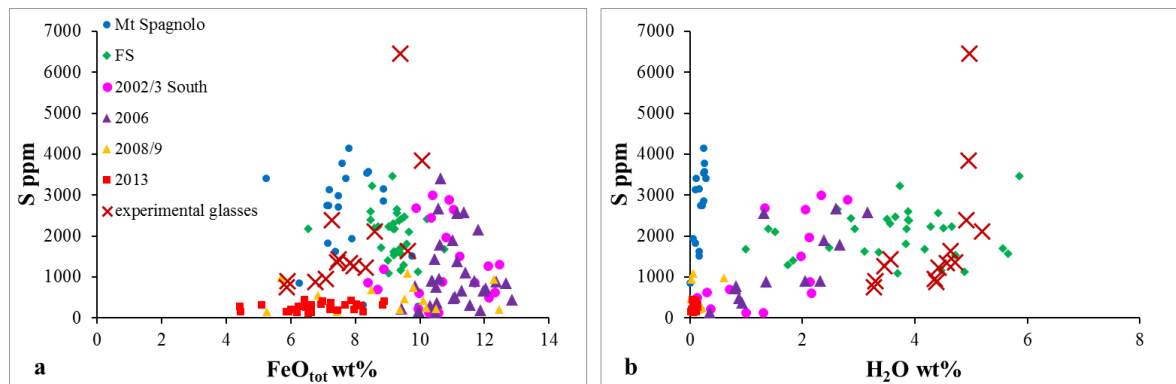 7000
6000
5000
4000
3000
2000
1000
0
S ppm
Mt Spagnolo
FS
2002/3 South
2006
2008/9
2013
experimental glasses
0 2 4 6 8 10 12 14
a
FeOtot wt%
7000
6000
5000
4000
3000
2000
1000
0
S ppm
0 2 4 6 8
b
H2O wt%